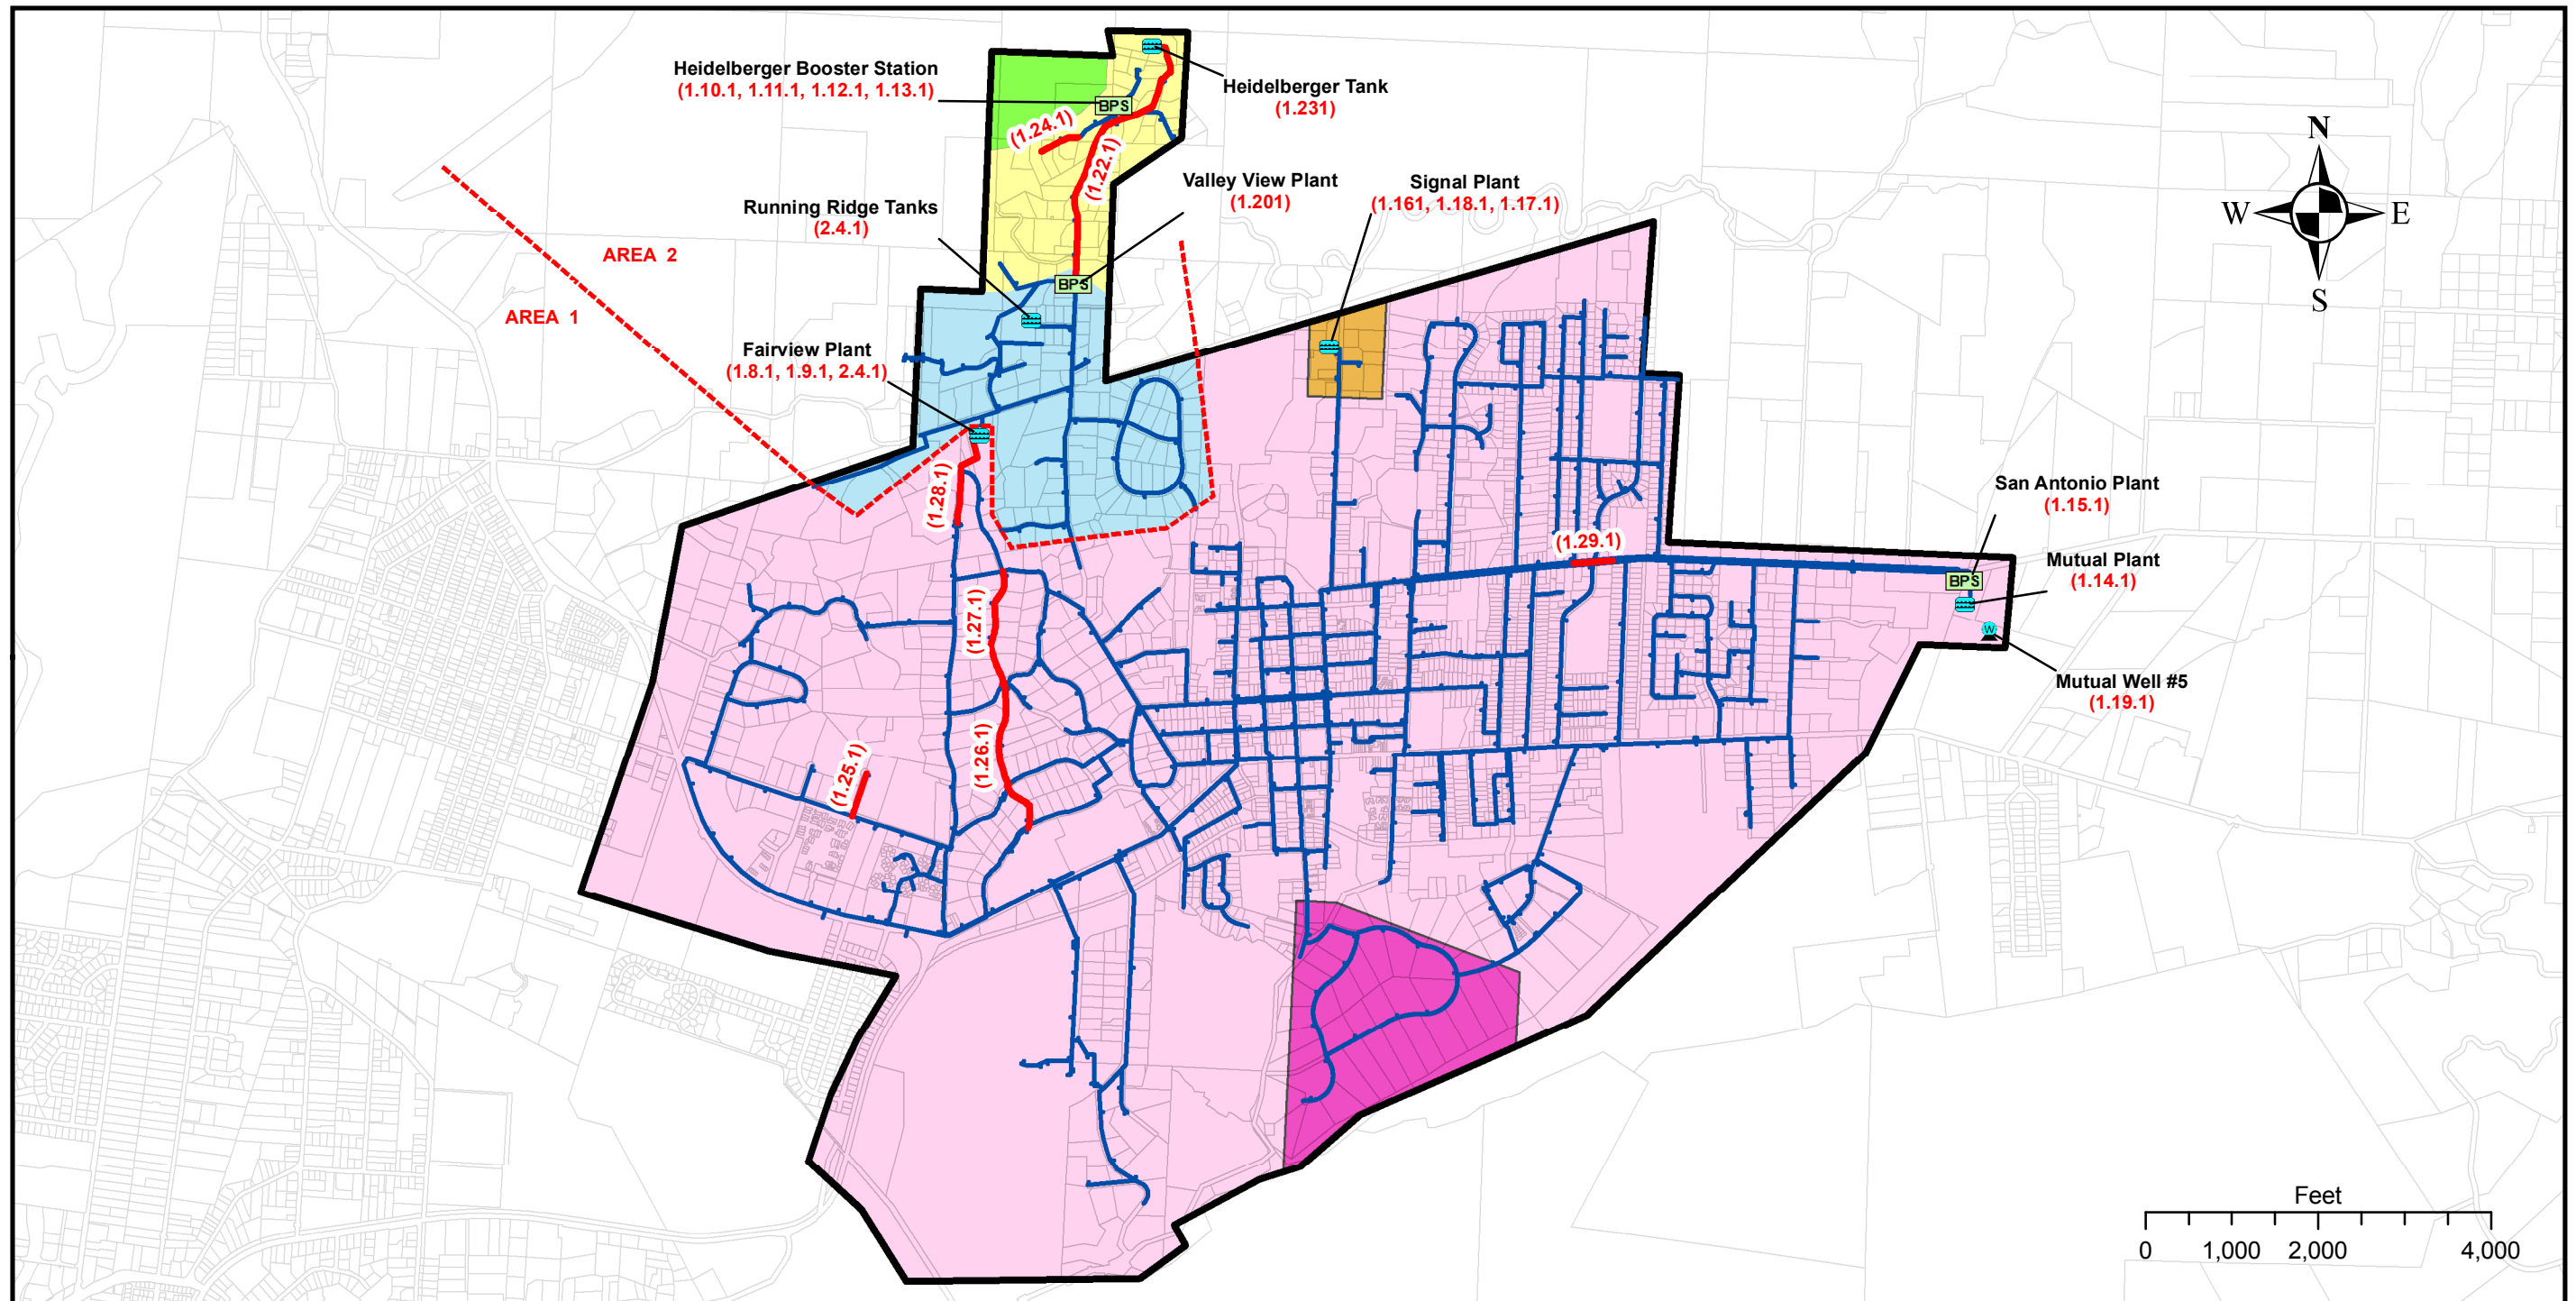 Heidelberger Booster Station
(1.10.1, 1.11.1, 1.12.1, 1.13.1)
Heidelberger Tank
(1.231)
BPS
(1.24.1)
(1.22.1)
N
W
E
S
Valley View Plant
(1.201)
Signal Plant
(1.161, 1.18.1, 1.17.1)
Running Ridge Tanks
(2.4.1)
AREA 2
AREA 1
BPS
Fairview Plant
(1.8.1, 1.9.1, 2.4.1)
(1.28.1)
San Antonio Plant
(1.15.1)
(1.29.1)
Mutual Plant
(1.14.1)
BPS
W
(1.27.1)
Mutual Well #5
(1.19.1)
(1.26.1)
(1.25.1)
Feet
0 1,000 2,000 4,000